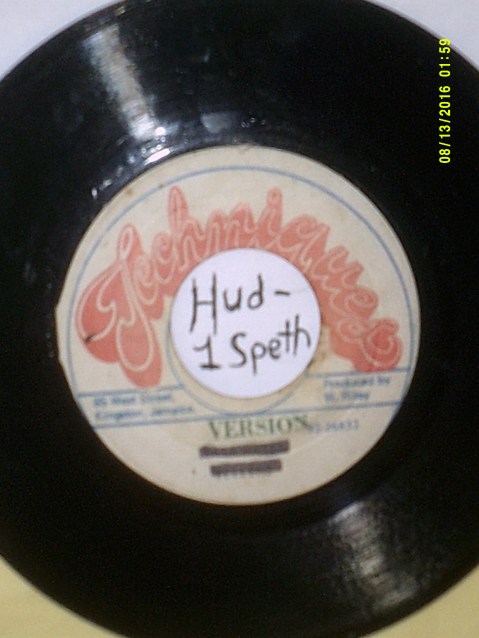 08/13/2016 01:59
Techniques
Hud-
1 Speth
95 West Street,
Kingston, Jamaica
Produced by
W. Riley
VERSION